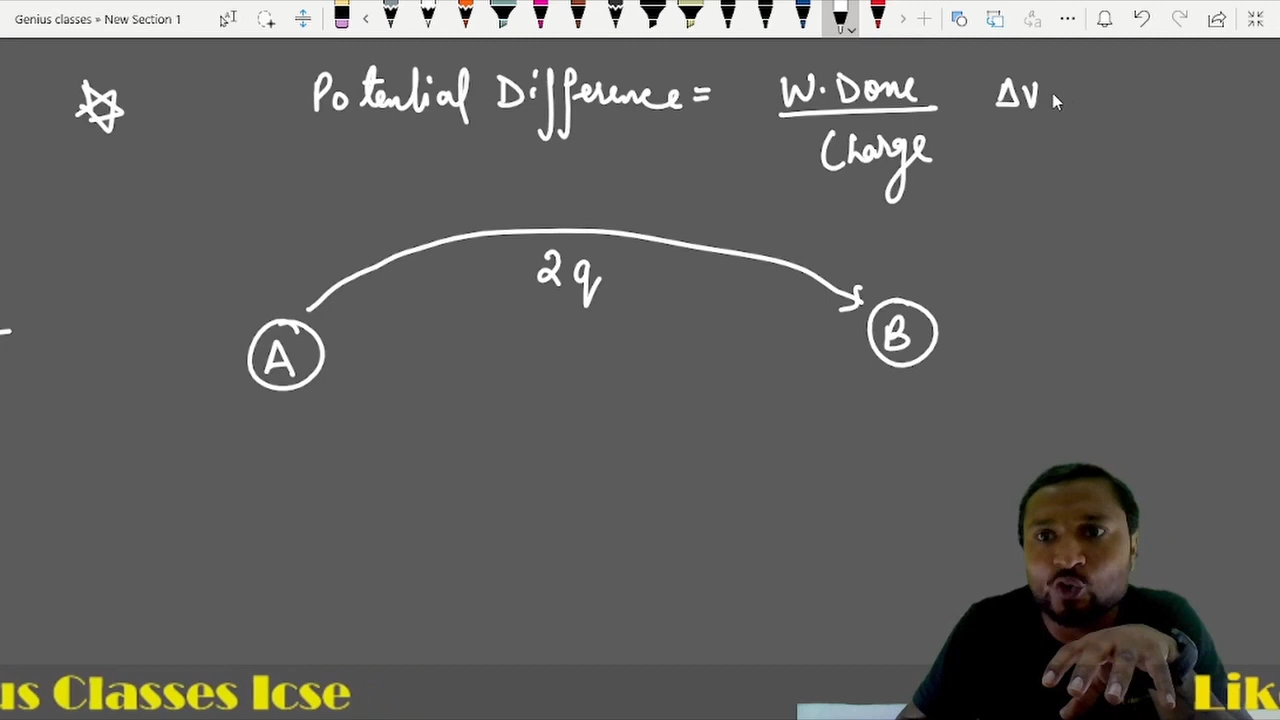 Genius classes » New Section 1
Potential Difference = W.Done / Charge ΔV
2q
A
B
us Classes Icse
Lik